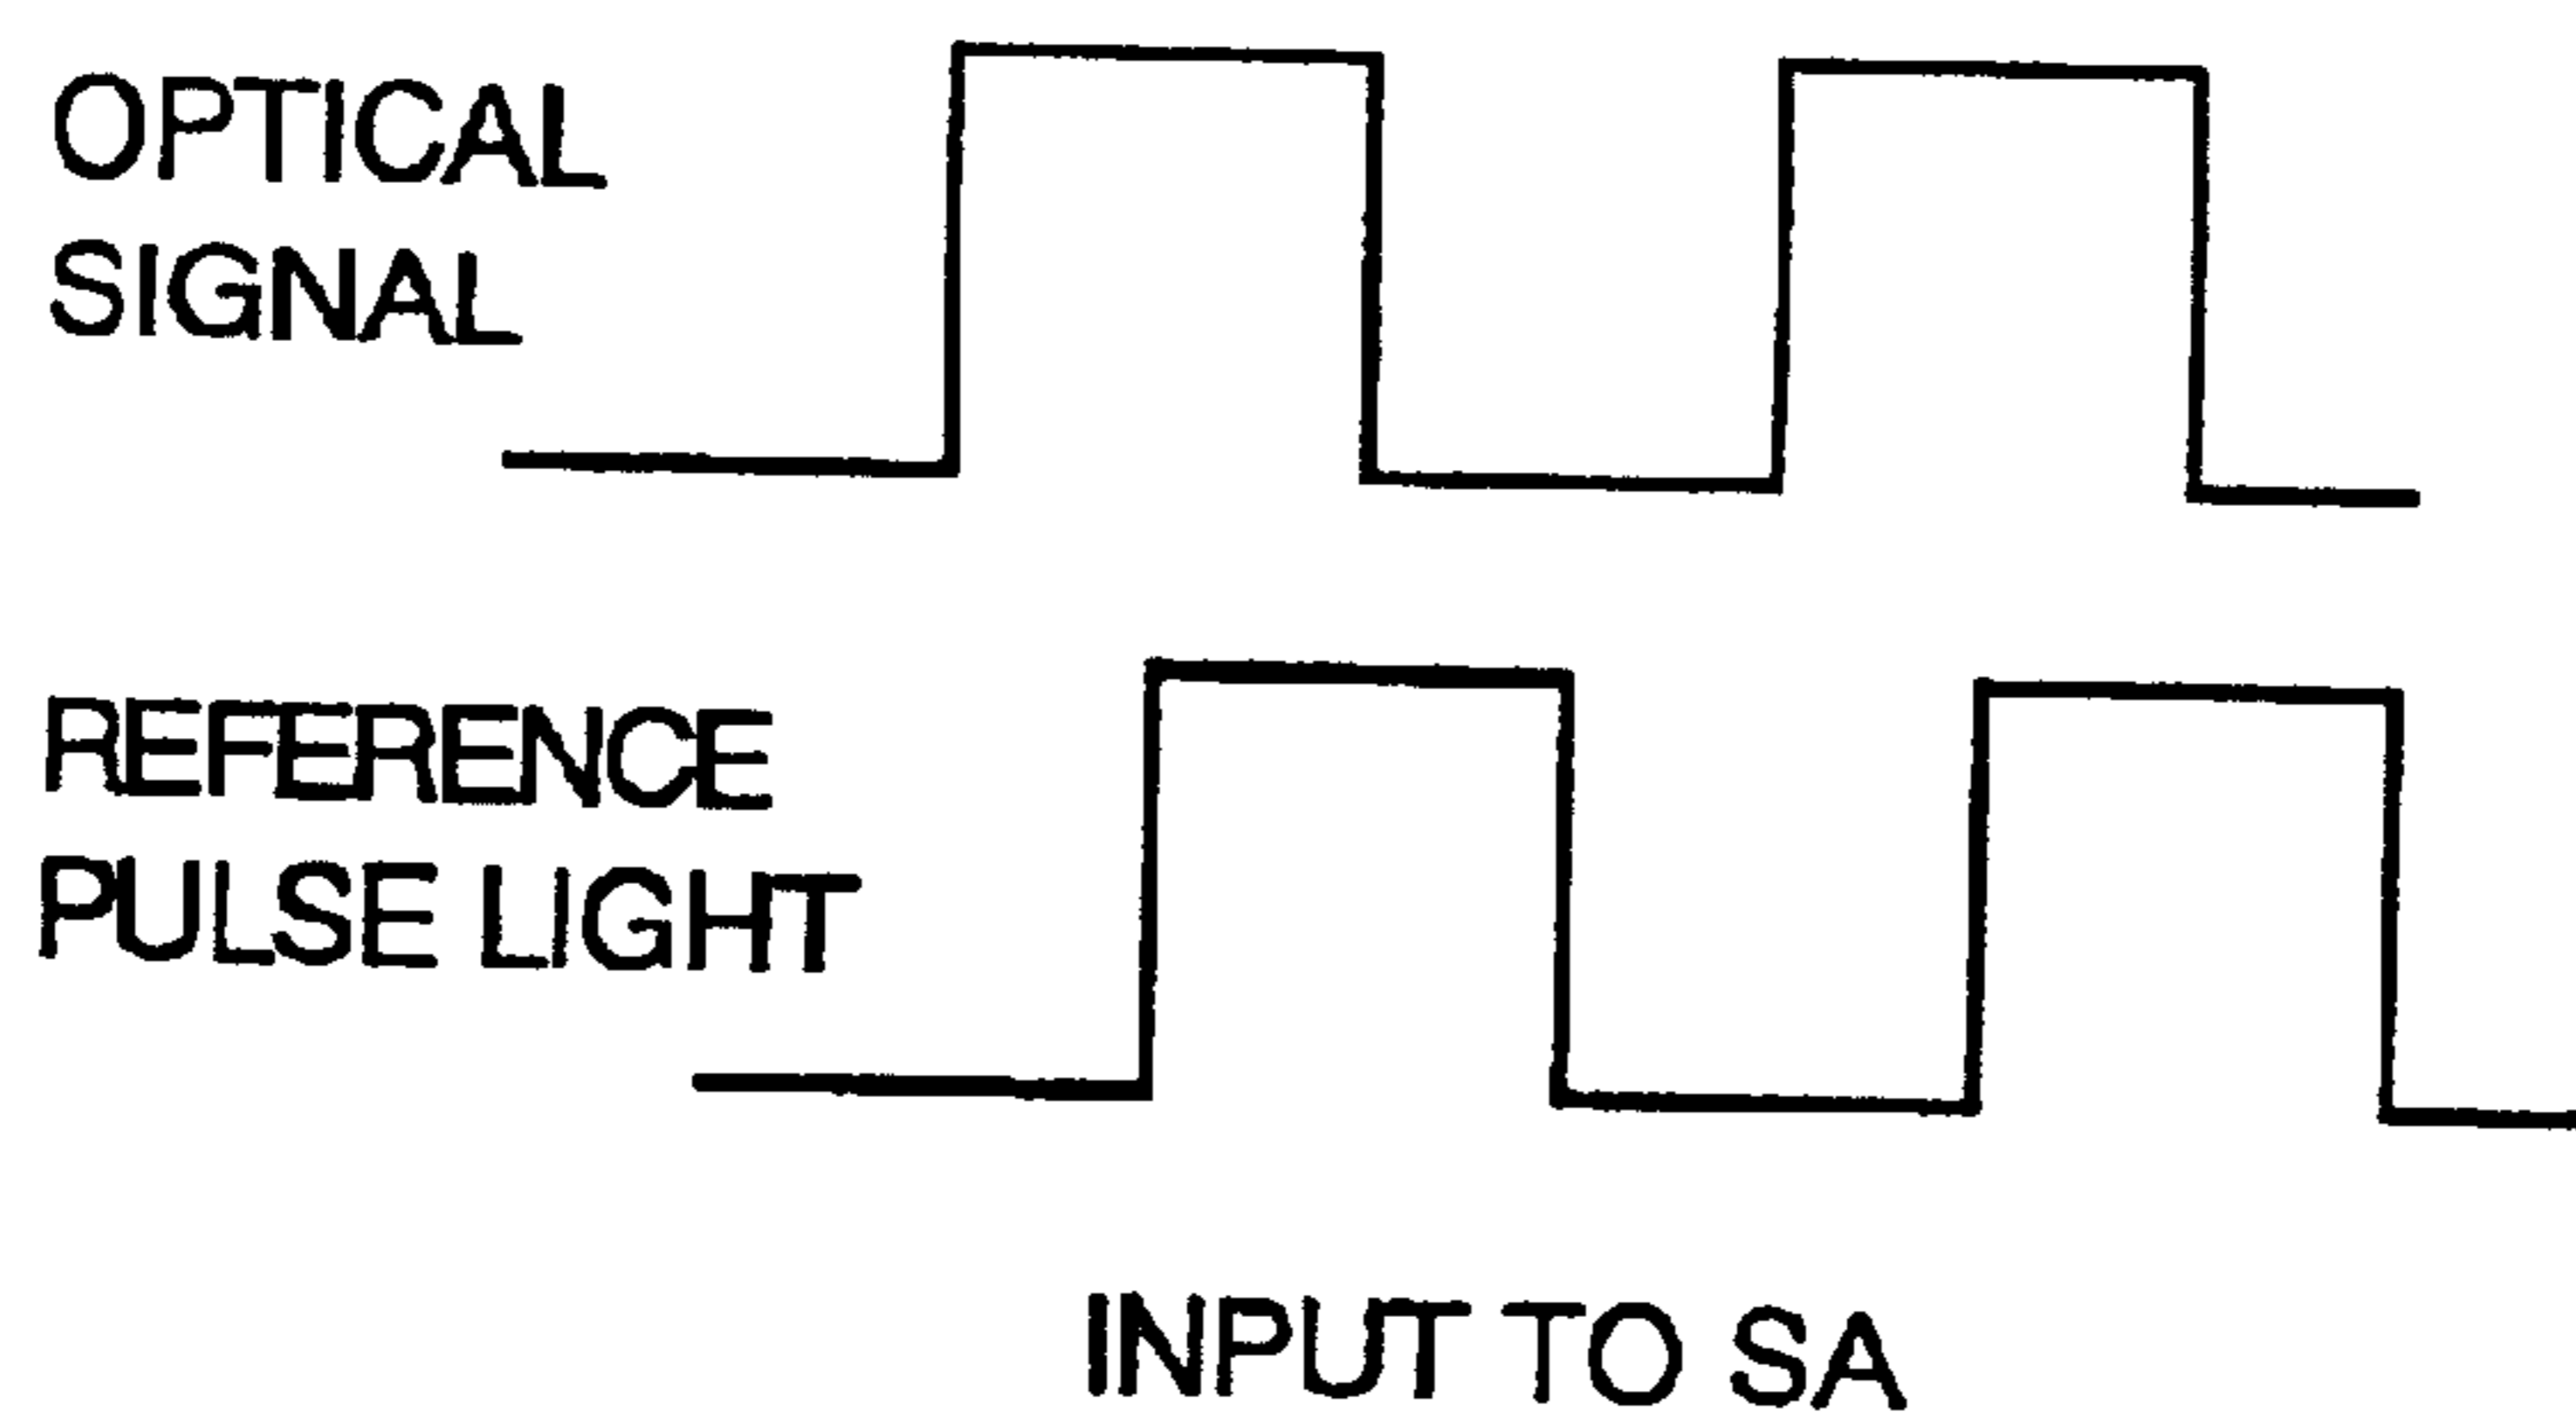 OPTICAL
SIGNAL
REFERENCE
PULSE LIGHT
INPUT TO SA